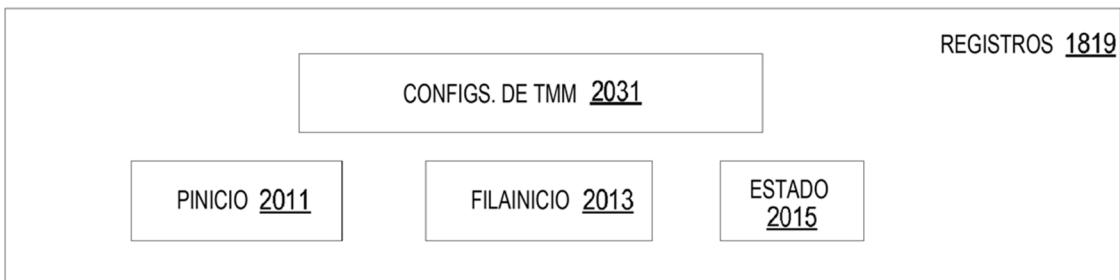 REGISTROS 1819
CONFIGS. DE TMM 2031
PINICIO 2011
FILAINICIO 2013
ESTADO
2015